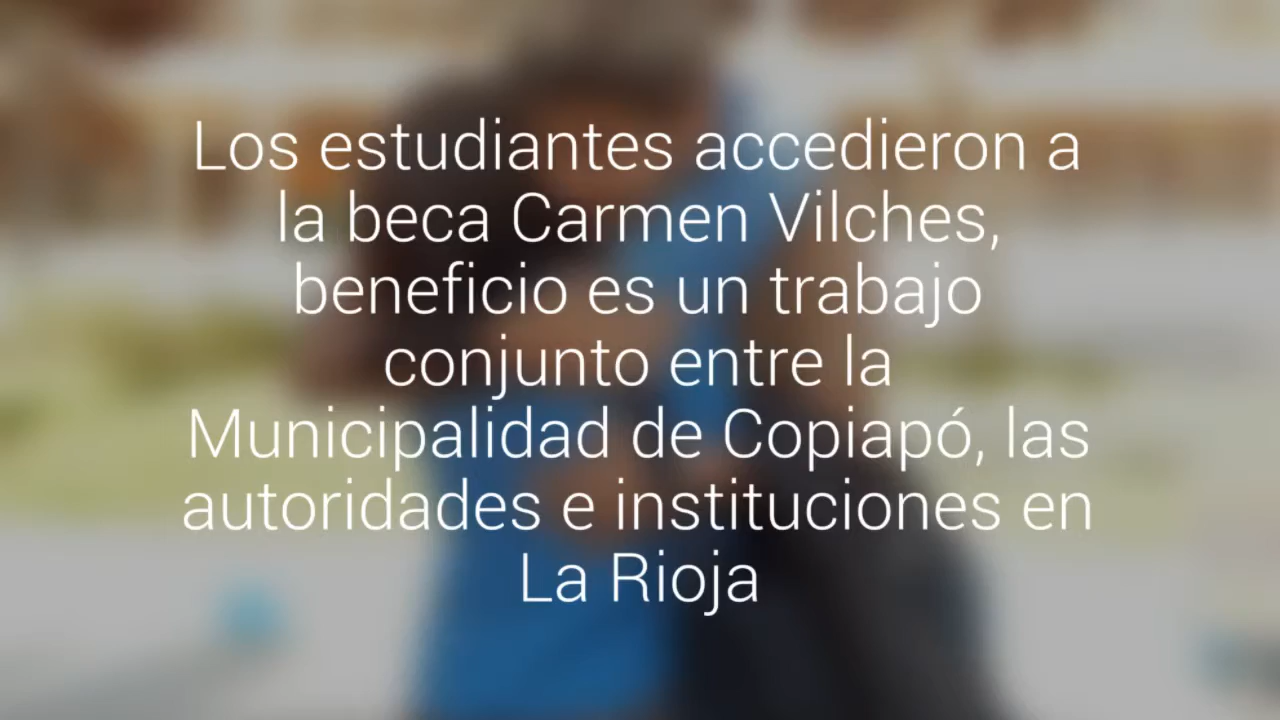 Los estudiantes accedieron a
la beca Carmen Vilches,
beneficio es un trabajo
conjunto entre la
Municipalidad de Copiapó, las
autoridades e instituciones en
La Rioja